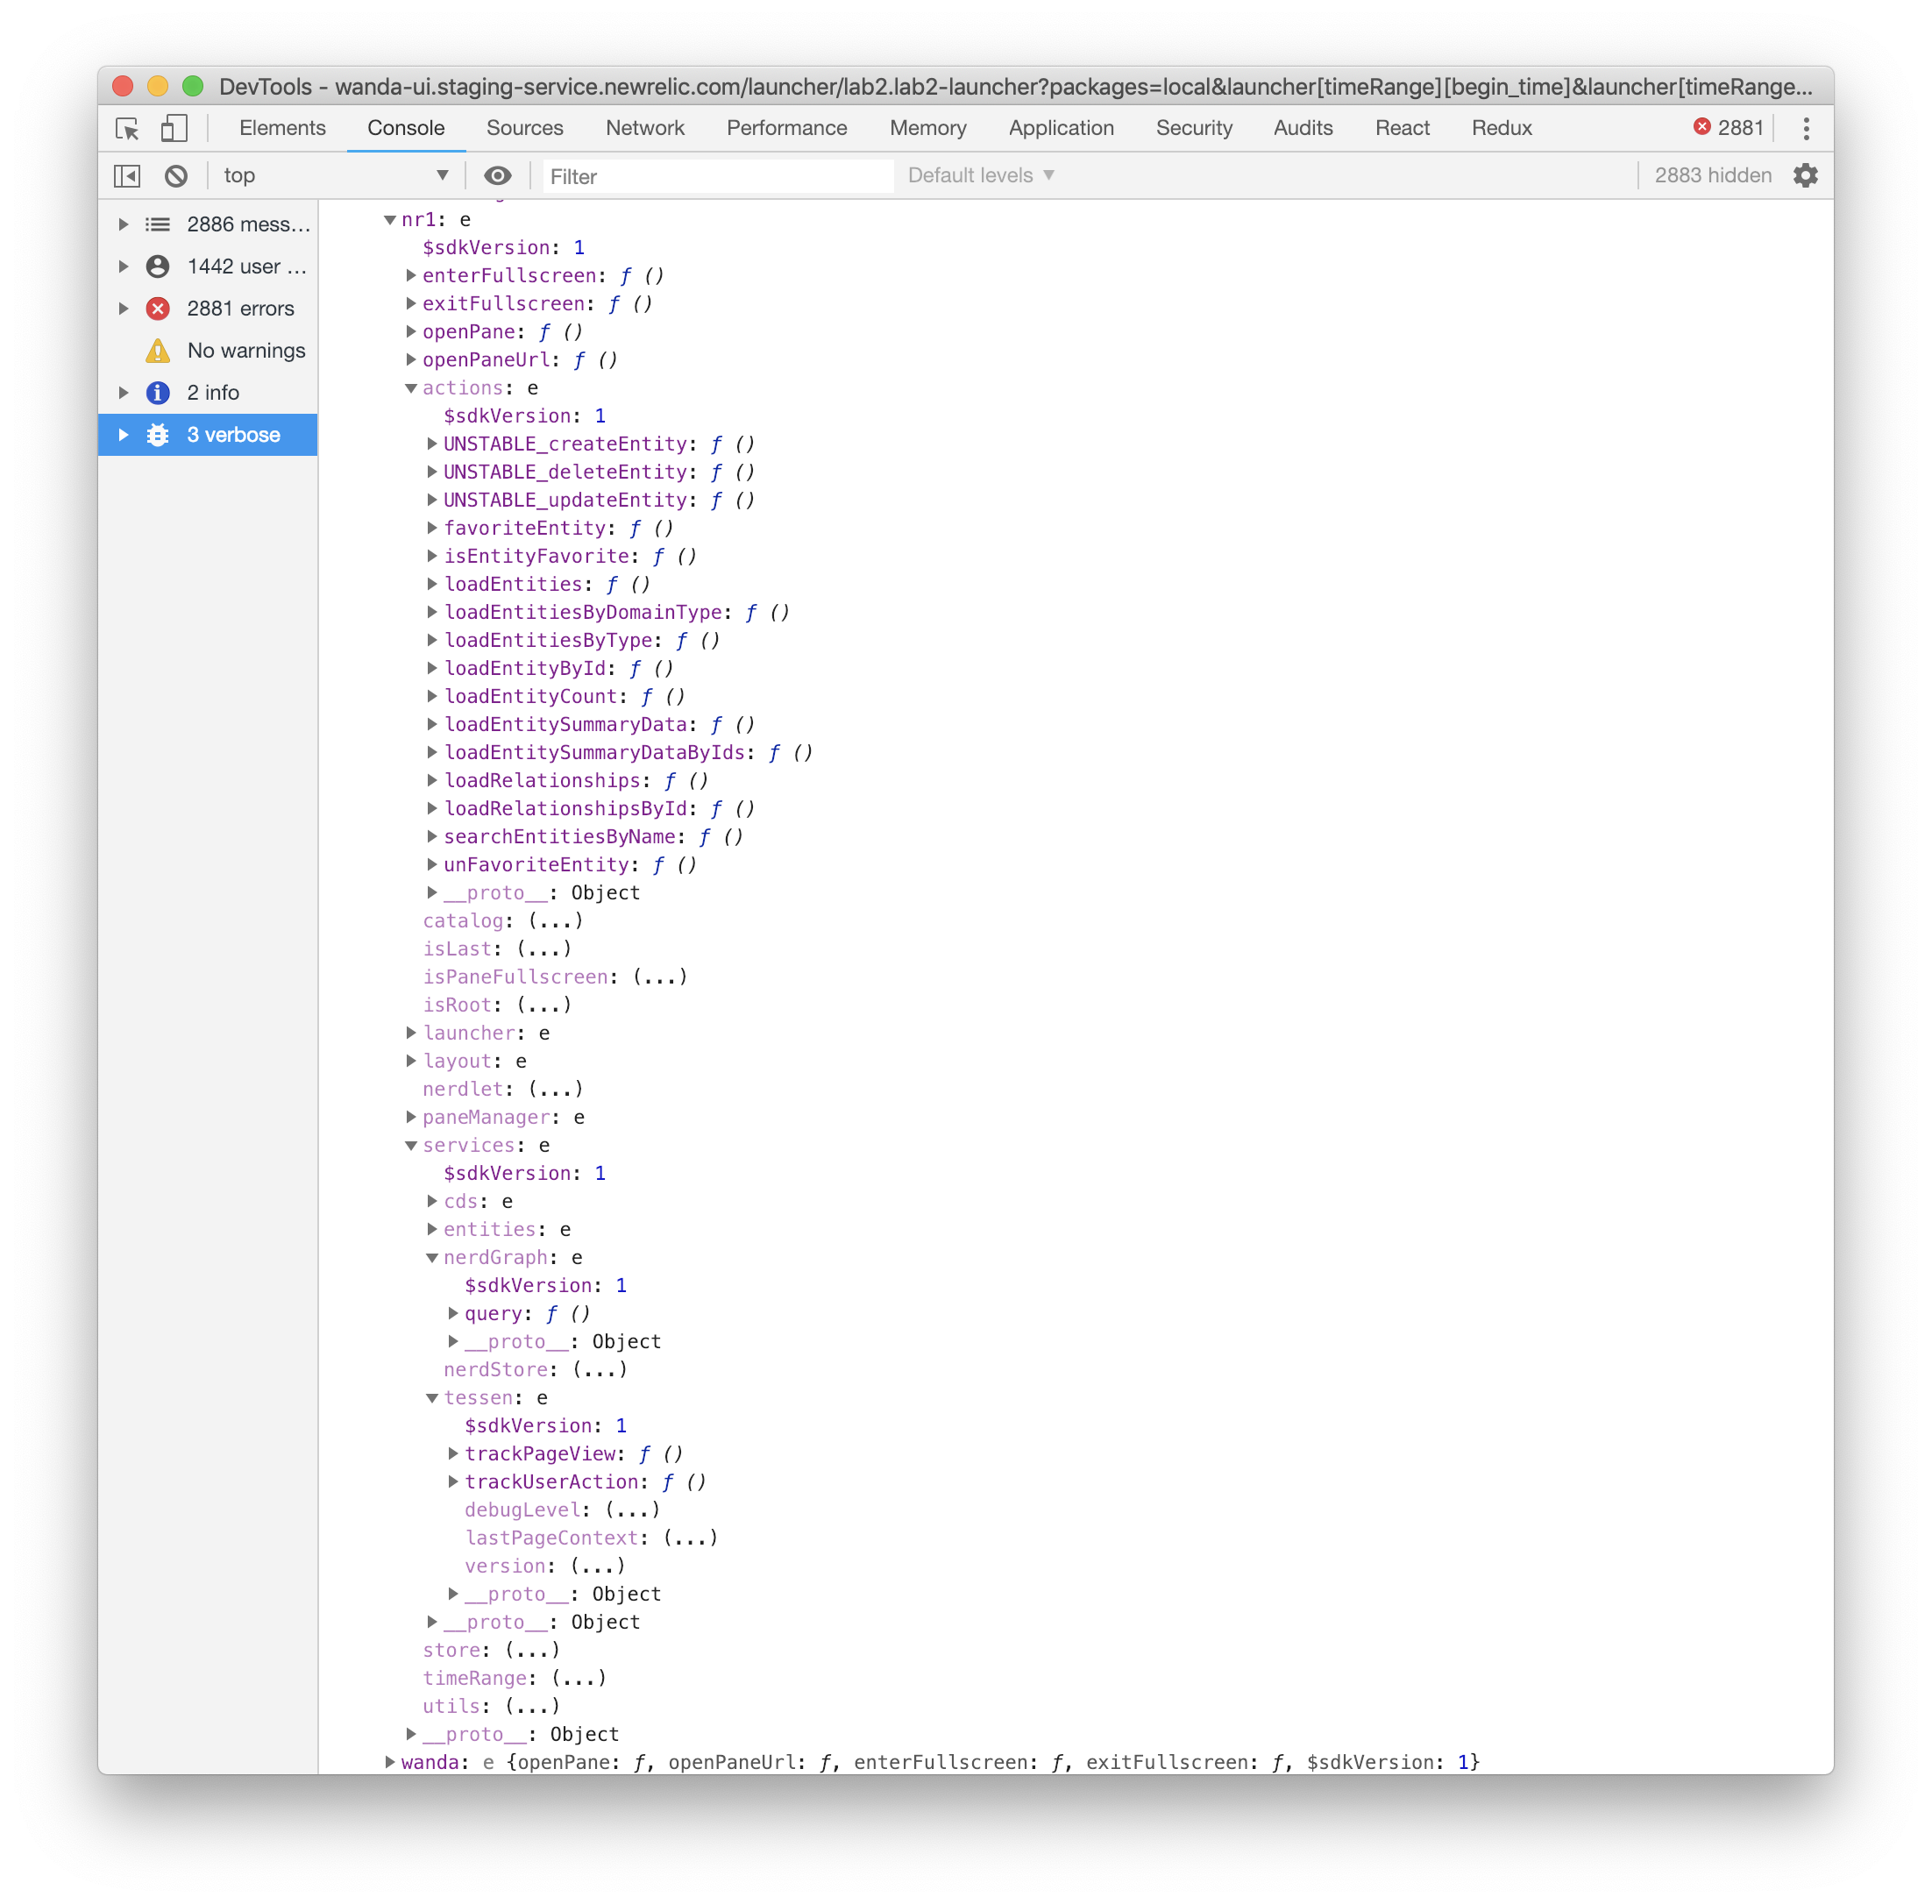 DevTools - wanda-ui.staging-service.newrelic.com/launcher/lab2.lab2-launcher?packages=local&launcher[timeRange][begin_time]&launcher[timeRange...
Elements Console Sources Network Performance Memory Application Security Audits React Redux 2881
top Filter Default levels 2883 hidden
2886 mess...
1442 user ...
2881 errors
No warnings
2 info
3 verbose
nr1: e
$sdkVersion: 1
enterFullscreen: ƒ ()
exitFullscreen: ƒ ()
openPane: ƒ ()
openPaneUrl: ƒ ()
actions: e
$sdkVersion: 1
UNSTABLE_createEntity: ƒ ()
UNSTABLE_deleteEntity: ƒ ()
UNSTABLE_updateEntity: ƒ ()
favoriteEntity: ƒ ()
isEntityFavorite: ƒ ()
loadEntities: ƒ ()
loadEntitiesByDomainType: ƒ ()
loadEntitiesByType: ƒ ()
loadEntityById: ƒ ()
loadEntityCount: ƒ ()
loadEntitySummaryData: ƒ ()
loadEntitySummaryDataByIds: ƒ ()
loadRelationships: ƒ ()
loadRelationshipsById: ƒ ()
searchEntitiesByName: ƒ ()
unFavoriteEntity: ƒ ()
__proto__: Object
catalog: (...)
isLast: (...)
isPaneFullscreen: (...)
isRoot: (...)
launcher: e
layout: e
nerdlet: (...)
paneManager: e
services: e
$sdkVersion: 1
cds: e
entities: e
nerdGraph: e
$sdkVersion: 1
query: ƒ ()
__proto__: Object
nerdStore: (...)
tessen: e
$sdkVersion: 1
trackPageView: ƒ ()
trackUserAction: ƒ ()
debugLevel: (...)
lastPageContext: (...)
version: (...)
__proto__: Object
__proto__: Object
store: (...)
timeRange: (...)
utils: (...)
__proto__: Object
wanda: e {openPane: ƒ, openPaneUrl: ƒ, enterFullscreen: ƒ, exitFullscreen: ƒ, $sdkVersion: 1}